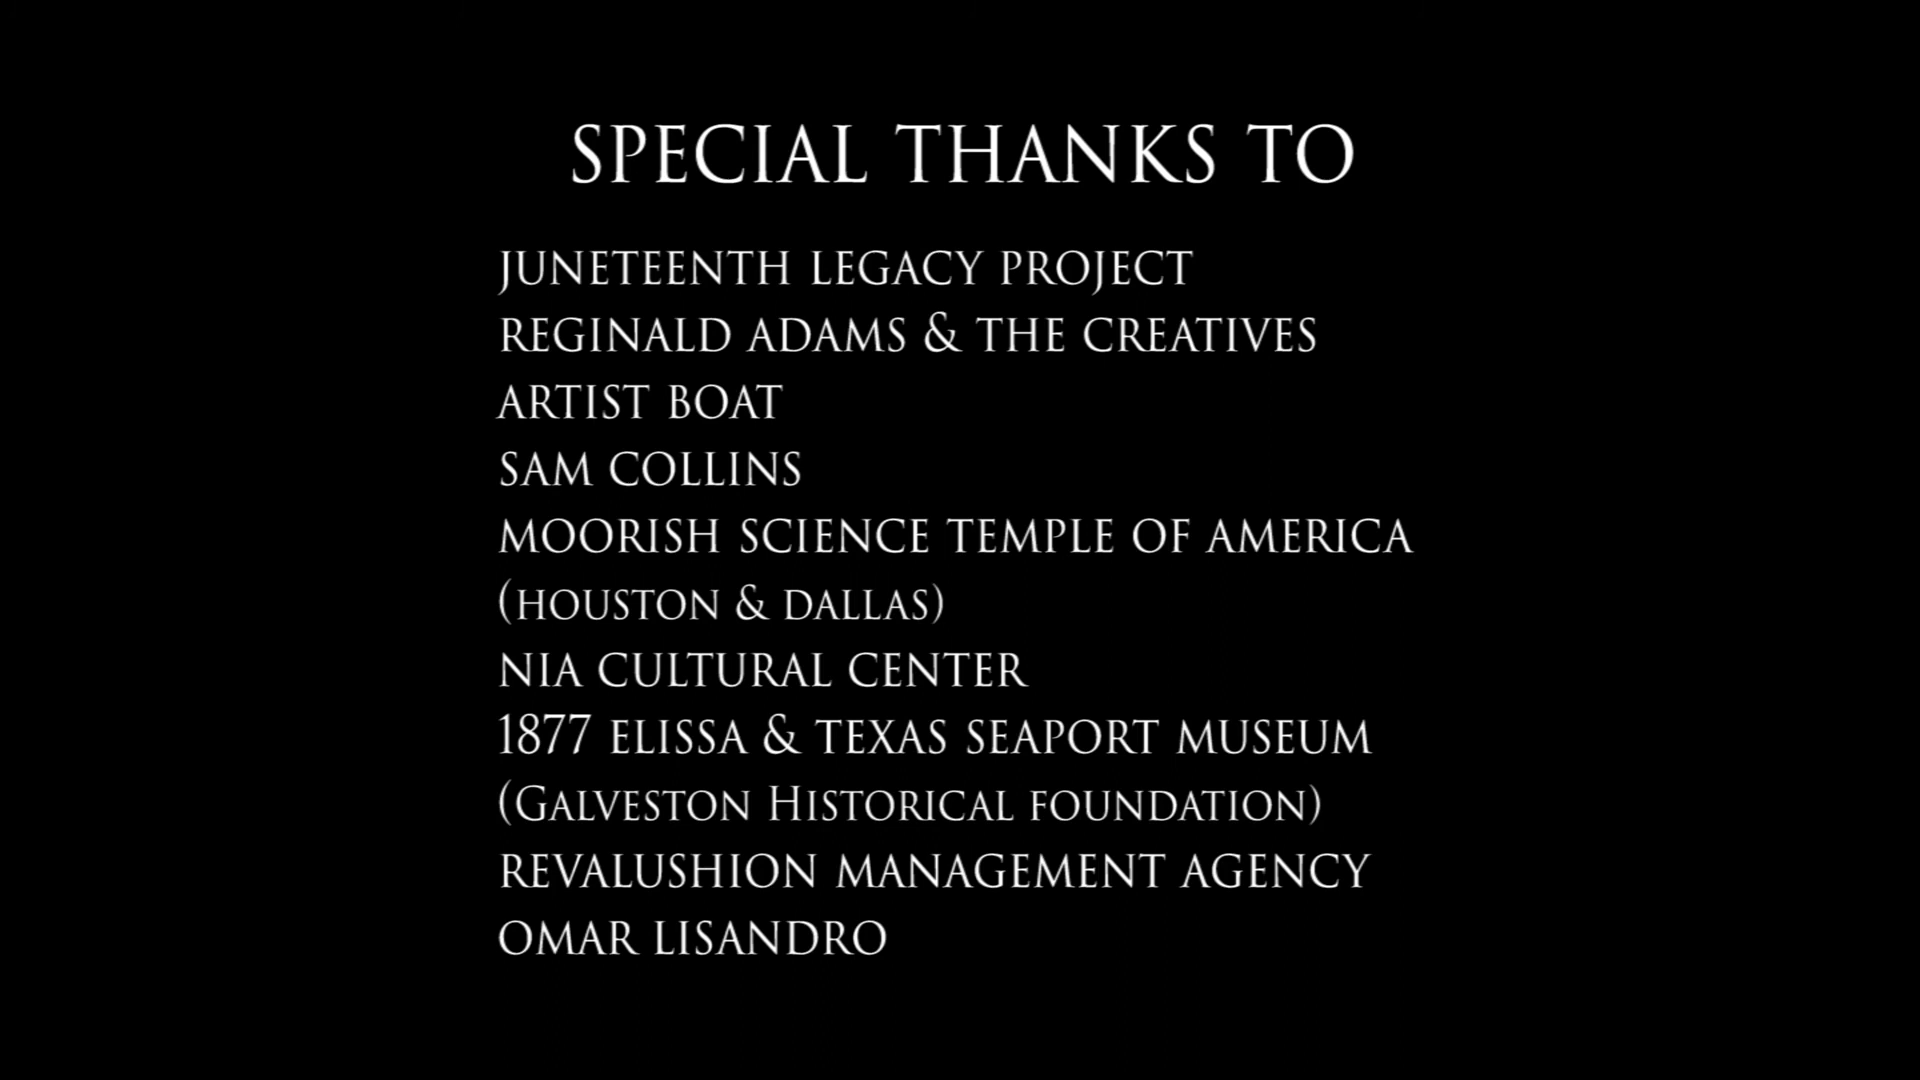 SPECIAL THANKS TO
JUNETEENTH LEGACY PROJECT
REGINALD ADAMS & THE CREATIVES
ARTIST BOAT
SAM COLLINS
MOORISH SCIENCE TEMPLE OF AMERICA
(HOUSTON & DALLAS)
NIA CULTURAL CENTER
1877 ELISSA & TEXAS SEAPORT MUSEUM
(GALVESTON HISTORICAL FOUNDATION)
REVALUSHION MANAGEMENT AGENCY
OMAR LISANDRO